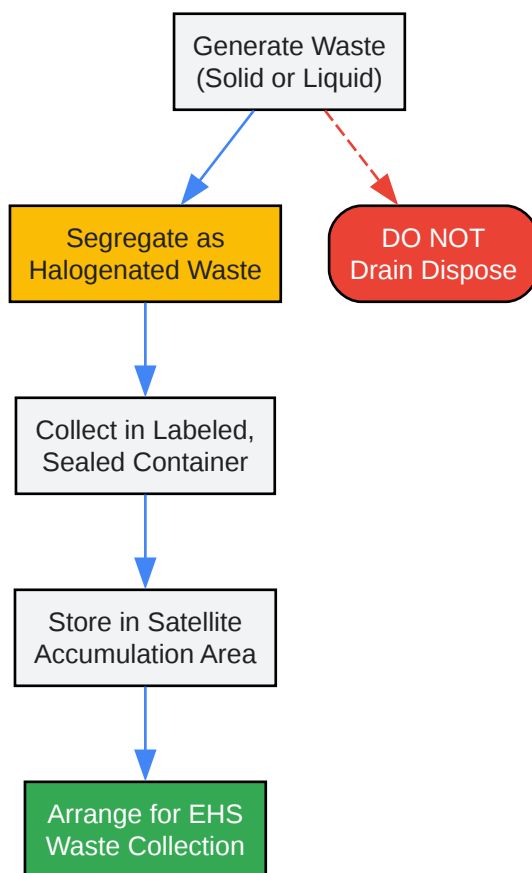 Generate Waste
(Solid or Liquid)
Segregate as
Halogenated Waste
DO NOT
Drain Dispose
Collect in Labeled,
Sealed Container
Store in Satellite
Accumulation Area
Arrange for EHS
Waste Collection